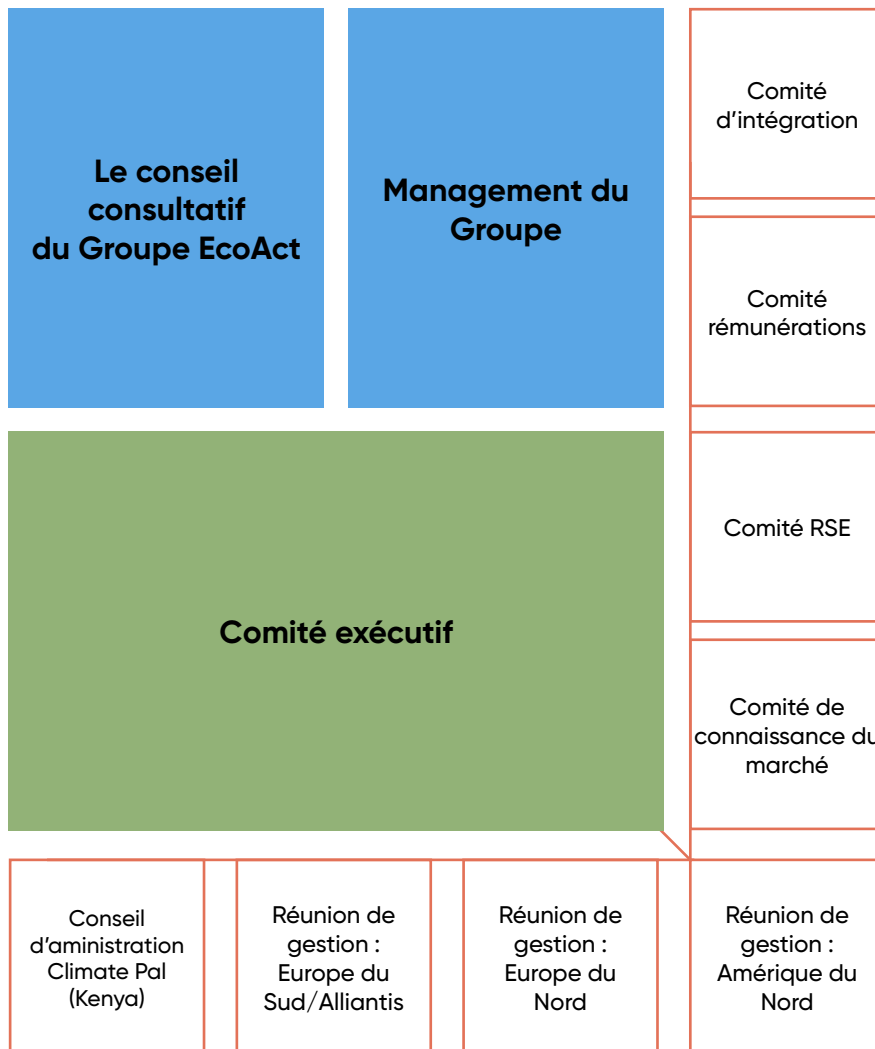 Le conseil
consultatif
du Groupe EcoAct
Management du
Groupe
Comité
d'intégration
Comité
rémunérations
Comité exécutif
Comité RSE
Comité de
connaissance du
marché
Conseil
d'aministration
Climate Pal
(Kenya)
Réunion de
gestion :
Europe du
Sud/Alliantis
Réunion de
gestion :
Europe du
Nord
Réunion de
gestion :
Amérique du
Nord